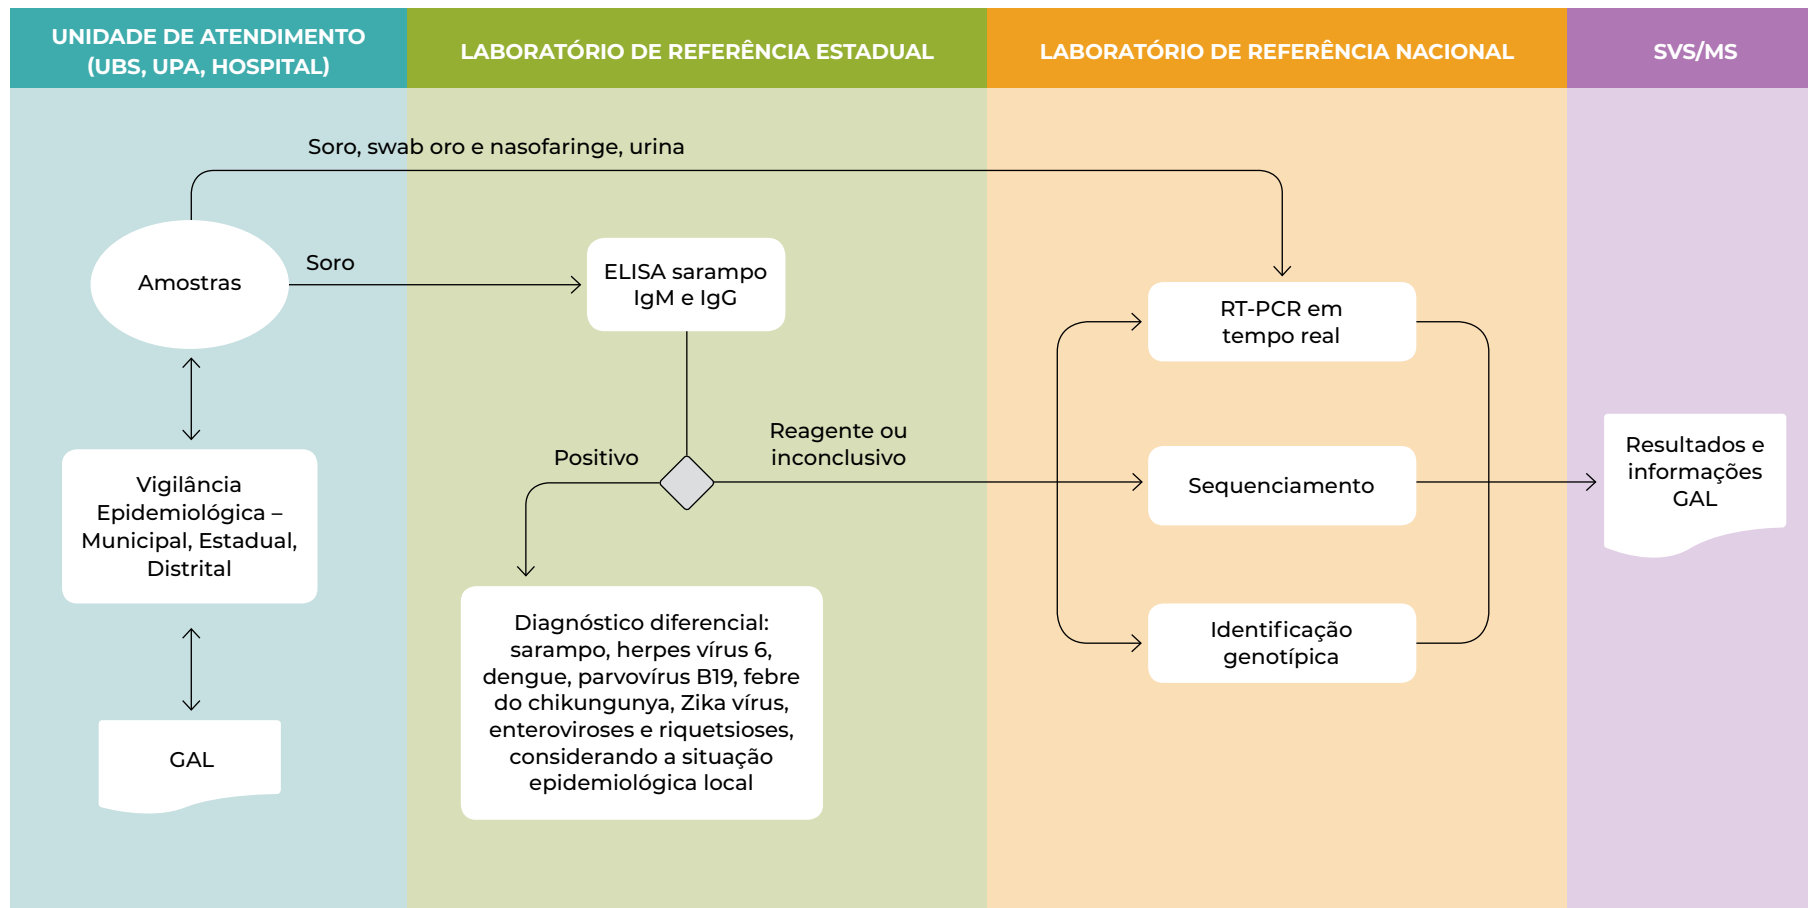 UNIDADE DE ATENDIMENTO
(UBS, UPA, HOSPITAL)
LABORATÓRIO DE REFERÊNCIA ESTADUAL
LABORATÓRIO DE REFERÊNCIA NACIONAL
SVS/MS
Soro, swab oro e nasofaringe, urina
Amostras
Soro
ELISA sarampo
IgM e IgG
RT-PCR em
tempo real
Vigilância
Epidemiológica –
Municipal, Estadual,
Distrital
Positivo
Reagente ou
inconclusivo
Sequenciamento
Resultados e
informações
GAL
Diagnóstico diferencial:
sarampo, herpes vírus 6,
dengue, parvovírus B19, febre
do chikungunya, Zika vírus,
enteroviroses e riquetsioses,
considerando a situação
epidemiológica local
Identificação
genotípica
GAL